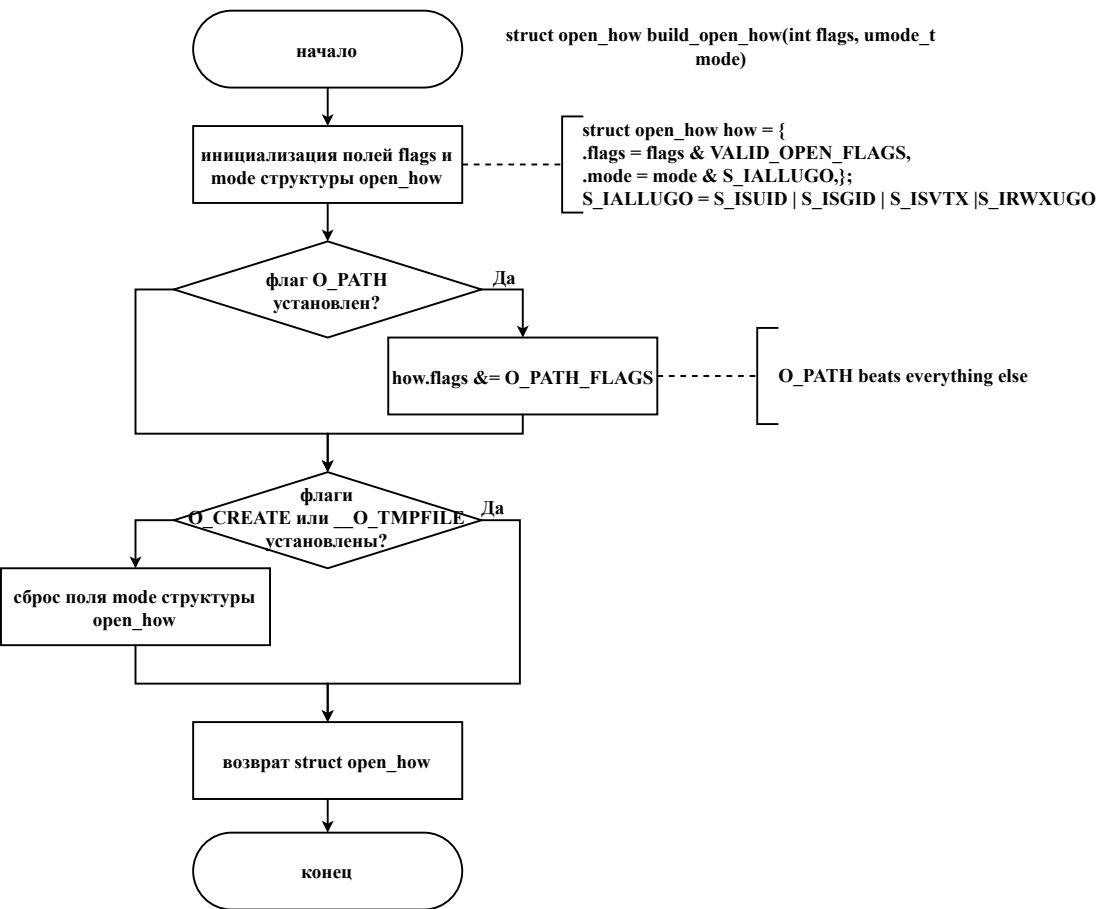 начало
struct open_how build_open_how(int flags, umode_t
mode)
инициализация полей flags и
mode структуры open_how
struct open_how how = {
.flags = flags & VALID_OPEN_FLAGS,
.mode = mode & S_IALLUGO,};
S_IALLUGO = S_ISUID | S_ISGID | S_ISVTX |S_IRWXUGO
флаг O_PATH
установлен?
Да
how.flags &= O_PATH_FLAGS
O_PATH beats everything else
флаги
O_CREATE или __O_TMPFILE
установлены?
Да
сброс поля mode структуры
open_how
возврат struct open_how
конец